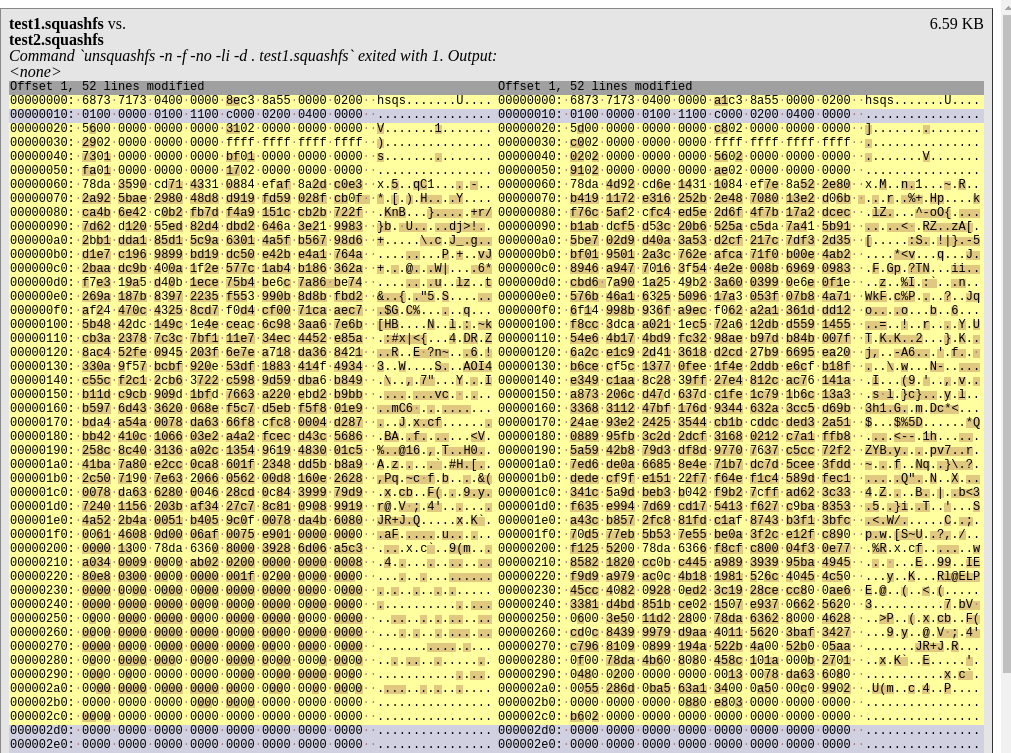 test1.squashfs vs. 6.59 KB
test2.squashfs
Command `unsquashfs -n -f -no -li -d . test1.squashfs` exited with 1. Output:
<none>
Offset 1, 52 lines modified Offset 1, 52 lines modified
00000000: 6873 7173 0400 0000 8ec3 8a55 0000 0200 hsqs.......U.... 00000000: 6873 7173 0400 0000 a1c3 8a55 0000 0200 hsqs.......U....
00000010: 0100 0000 0100 1100 c000 0200 0400 0000 ................ 00000010: 0100 0000 0100 1100 c000 0200 0400 0000 ................
00000020: 5600 0000 0000 0000 3102 0000 0000 0000 V.......1....... 00000020: 5d00 0000 0000 0000 c802 0000 0000 0000 ]...............
00000030: 2902 0000 0000 0000 ffff ffff ffff ffff )............... 00000030: c002 0000 0000 0000 ffff ffff ffff ffff ................
00000040: 7301 0000 0000 0000 bf01 0000 0000 0000 s............... 00000040: 0202 0000 0000 0000 5602 0000 0000 0000 ........V.......
00000050: fa01 0000 0000 0000 1702 0000 0000 0000 ................ 00000050: 9102 0000 0000 0000 ae02 0000 0000 0000 ................
00000060: 78da 3590 cd71 4331 0884 efaf 8a2d c0e3 x.5..qC1.....-.. 00000060: 78da 4d92 cd6e 1431 1084 ef7e 8a52 2e80 x.M..n.1...~.R..
00000070: 2a92 5bae 2980 48d8 d919 fd59 028f cb0f *.[.).H....Y.... 00000070: b419 1172 e316 252b 2e48 7080 13e2 d06b ...r..%+.Hp....k
00000080: ca4b 6e42 c0b2 fb7d f4a9 151c cb2b 722f .KnB...}.....+r/ 00000080: f76c 5af2 cfc4 ed5e 2d6f 4f7b 17a2 dcec .lZ....^-oO{....
00000090: 7d62 d120 55ed 82d4 dbd2 646a 3e21 9983 }b. U.....dj>!.. 00000090: b1ab dcf5 d53c 20b6 525a c5da 7a41 5b91 .....< .RZ..zA[.
000000a0: 2bb1 dda1 85d1 5c9a 6301 4a5f b567 98d6 +.....\.c.J_.g.. 000000a0: 5be7 02d9 d40a 3a53 d2cf 217c 7df3 2d35 [.....:S..!|}.-5
000000b0: d1e7 c196 9899 bd19 dc50 e42b e4a1 764a .........P.+..vJ 000000b0: bf01 9501 2a3c 762e afca 71f0 b00e 4ab2 ....*<v...q...J.
000000c0: 2baa dc9b 400a 1f2e 577c 1ab4 b186 362a +...@...W|....6* 000000c0: 8946 a947 7016 3f54 4e2e 008b 6969 0983 .F.Gp.?TN...ii..
000000d0: f7e3 19a5 d40b 1ece 75b4 be6c 7a86 be74 ........u..lz..t 000000d0: cbd6 7a90 1a25 49b2 3a60 0399 0e6e 0f1e ..z..%I.:`...n..
000000e0: 269a 187b 8397 2235 f553 990b 8d8b fbd2 &..{.."5.S...... 000000e0: 576b 46a1 6325 5096 17a3 053f 07b8 4a71 WkF.c%P....?..Jq
000000f0: af24 470c 4325 8cd7 f0d4 cf00 71ca aec7 .$G.C%......q... 000000f0: 6f14 998b 936f a9ec f062 a2a1 361d dd12 o....o...b..6...
00000100: 5b48 42dc 149c 1e4e ceac 6c98 3aa6 7e6b [HB....N..l.:.~k 00000100: f8cc 3dca a021 1ec5 72a6 12db d559 1455 ..=..!..r....Y.U
00000110: cb3a 2378 7c3c 7bf1 11e7 34ec 4452 e85a .:#x|<{...4.DR.Z 00000110: 54e6 4b17 4bd9 fc32 98ae b97d b84b 007f T.K.K..2...}.K..
00000120: 8ac4 52fe 0945 203f 6e7e a718 da36 8421 ..R..E ?n~...6.! 00000120: 6a2c e1c9 2d41 3618 d2cd 27b9 6695 ea20 j,..-A6...'.f.. 
00000130: 330a 9f57 bcbf 920e 53df 1883 414f 4934 3..W....S...AOI4 00000130: b6ce cf5c 1377 0fee 1f4e 2ddb e6cf b18f ...\.w...N-.....
00000140: c55c f2c1 2cb6 3722 c598 9d59 dba6 b849 .\..,.7"...Y...I 00000140: e349 c1aa 8c28 39ff 27e4 812c ac76 141a .I...(9.'..,.v..
00000150: b11d c9cb 909d 1bfd 7663 a220 ebd2 b9bb ........vc. .... 00000150: a873 206c d47d 637d c1fe 1c79 1b6c 13a3 .s l.}c}...y.l..
00000160: b597 6d43 3620 068e f5c7 d5eb f5f8 01e9 ..mC6 .......... 00000160: 3368 3112 47bf 176d 9344 632a 3cc5 d69b 3h1.G..m.Dc*<...
00000170: bda4 a54a 0078 da63 66f8 cfc8 0004 d287 ...J.x.cf....... 00000170: 24ae 93e2 2425 3544 cb1b cddc ded3 2a51 $...$%5D......*Q
00000180: bb42 410c 1066 03e2 a4a2 fcec d43c 5686 .BA..f.......<V. 00000180: 0889 95fb 3c2d 2dcf 3168 0212 c7a1 ffb8 ....<--.1h......
00000190: 258c 8c40 3136 a02c 1354 9619 4830 01c5 %..@16.,.T..H0.. 00000190: 5a59 42b8 79d3 df8d 9770 7637 c5cc 72f2 ZYB.y....pv7..r.
000001a0: 41ba 7a80 e2cc 0ca8 601f 2348 dd5b b8a9 A.z.....`.#H.[.. 000001a0: 7ed6 de0a 6685 8e4e 71b7 dc7d 5cee 3fdd ~...f..Nq..}\.?.
000001b0: 2c50 7190 7e63 2066 0562 00d8 160e 2628 ,Pq.~c f.b....&( 000001b0: dede cf9f e151 22f7 f64e f1c4 589d fec1 .....Q"..N..X...
000001c0: 0078 da63 6280 0046 28cd 0c84 3999 79d9 .x.cb..F(...9.y. 000001c0: 341c 5a9d beb3 b042 f9b2 7cff ad62 3c33 4.Z....B..|..b<3
000001d0: 7240 1156 203b af34 27c7 8c81 0908 9919 r@.V ;.4'....... 000001d0: f635 e994 7d69 cd17 5413 f627 c9ba 8353 .5..}i..T..'...S
000001e0: 4a52 2b4a 0051 b405 9c0f 0078 da4b 6080 JR+J.Q.....x.K`. 000001e0: a43c b857 2fc8 81fd c1af 8743 b3f1 3bfc .<.W/......C..;.
000001f0: 0061 4608 0d00 06af 0075 e901 0000 0000 .aF......u...... 000001f0: 70d5 77eb 5b53 7e55 be0a 3f2c e12f c890 p.w.[S~U..?,./..
00000200: 0000 1300 78da 6360 8000 3928 6d06 a5c3 ....x.c`..9(m... 00000200: f125 5200 78da 6366 f8cf c800 04f3 0e77 .%R.x.cf.......w
00000210: a034 0009 0000 ab02 0200 0000 0000 0008 .4.............. 00000210: 8582 1820 cc0b c445 a989 3939 95ba 4945 ... ...E..99..IE
00000220: 80e8 0300 0000 0000 001f 0200 0000 0000 ................ 00000220: f9d9 a979 ac0c 4b18 1981 526c 4045 4c50 ...y..K...Rl@ELP
00000230: 0000 0000 0000 0000 0000 0000 0000 0000 ................ 00000230: 45cc 4082 0928 0ed2 3c19 28ce cc80 0ae6 E.@..(..<.(.....
00000240: 0000 0000 0000 0000 0000 0000 0000 0000 ................ 00000240: 3381 d4bd 851b ce02 1507 e937 0662 5620 3..........7.bV 
00000250: 0000 0000 0000 0000 0000 0000 0000 0000 ................ 00000250: 0600 3e50 11d2 2800 78da 6362 8000 4628 ..>P..(.x.cb..F(
00000260: 0000 0000 0000 0000 0000 0000 0000 0000 ................ 00000260: cd0c 8439 9979 d9aa 4011 5620 3baf 3427 ...9.y..@.V ;.4'
00000270: 0000 0000 0000 0000 0000 0000 0000 0000 ................ 00000270: c796 8109 0899 194a 522b 4a00 52b0 05aa .......JR+J.R...
00000280: 0000 0000 0000 0000 0000 0000 0000 0000 ................ 00000280: 0f00 78da 4b60 8080 458c 101a 000b 2701 ..x.K`..E.....'.
00000290: 0000 0000 0000 0000 0000 0000 0000 0000 ................ 00000290: 0480 0200 0000 0000 0013 0078 da63 6080 ...........x.c`.
000002a0: 0000 0000 0000 0000 0000 0000 0000 0000 ................ 000002a0: 0055 286d 0ba5 63a1 3400 0a50 00c0 9902 .U(m..c.4..P....
000002b0: 0000 0000 0000 0000 0000 0000 0000 0000 ................ 000002b0: 0000 0000 0000 0880 e803 0000 0000 0000 ................
000002c0: 0000 0000 0000 0000 0000 0000 0000 0000 ................ 000002c0: b602 0000 0000 0000 0000 0000 0000 0000 ................
000002d0: 0000 0000 0000 0000 0000 0000 0000 0000 ................ 000002d0: 0000 0000 0000 0000 0000 0000 0000 0000 ................
000002e0: 0000 0000 0000 0000 0000 0000 0000 0000 ................ 000002e0: 0000 0000 0000 0000 0000 0000 0000 0000 ................